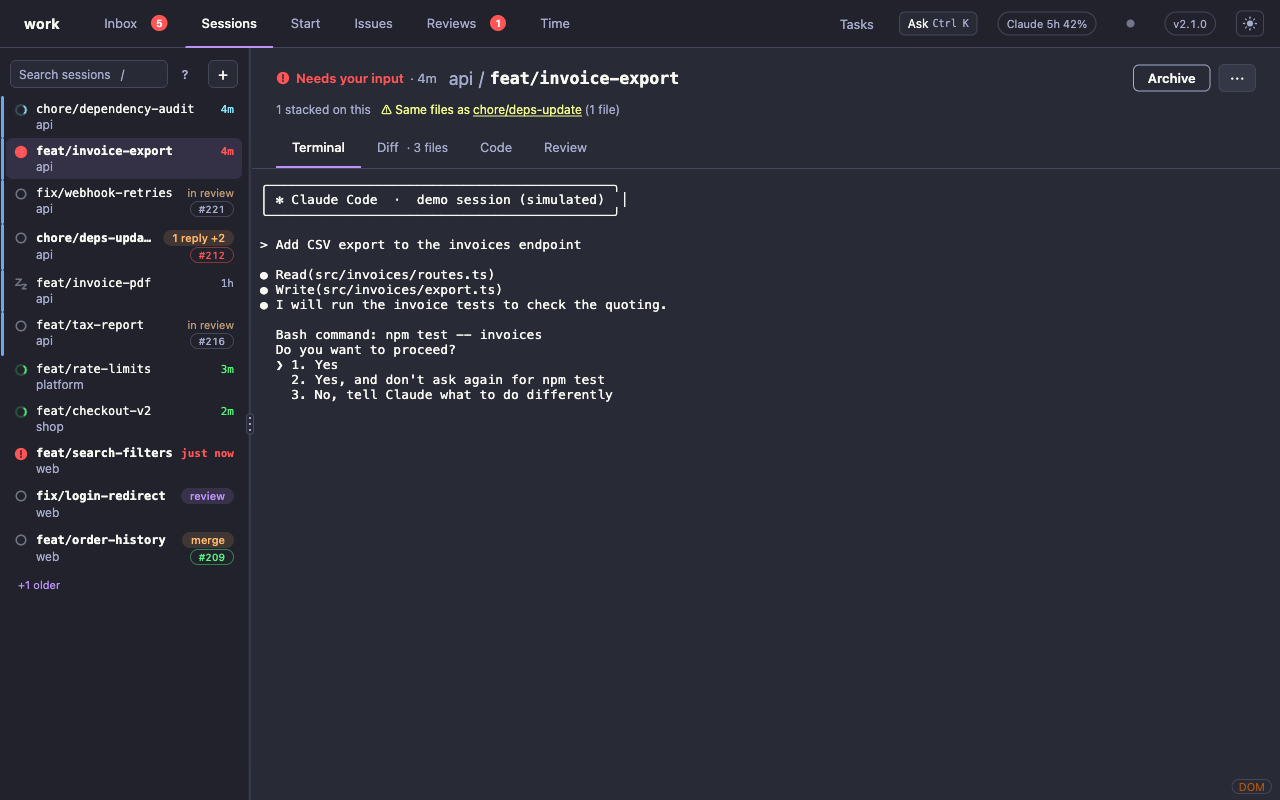 work Inbox 5 Sessions Start Issues Reviews 1 Time Tasks Ask Ctrl K Claude 5h 42% v2.1.0
Search sessions / ? +
chore/dependency-audit 4m
api
feat/invoice-export 4m
api
fix/webhook-retries in review
api #221
chore/deps-upda… 1 reply +2
api #212
feat/invoice-pdf 1h
api
feat/tax-report in review
api #216
feat/rate-limits 3m
platform
feat/checkout-v2 2m
shop
feat/search-filters just now
web
fix/login-redirect review
web
feat/order-history merge
web #209
+1 older
Needs your input · 4m api / feat/invoice-export Archive ⋯
1 stacked on this ⚠ Same files as chore/deps-update (1 file)
Terminal Diff · 3 files Code Review
✻ Claude Code · demo session (simulated)
> Add CSV export to the invoices endpoint
● Read(src/invoices/routes.ts)
● Write(src/invoices/export.ts)
● I will run the invoice tests to check the quoting.
Bash command: npm test -- invoices
Do you want to proceed?
❯ 1. Yes
2. Yes, and don't ask again for npm test
3. No, tell Claude what to do differently
DOM